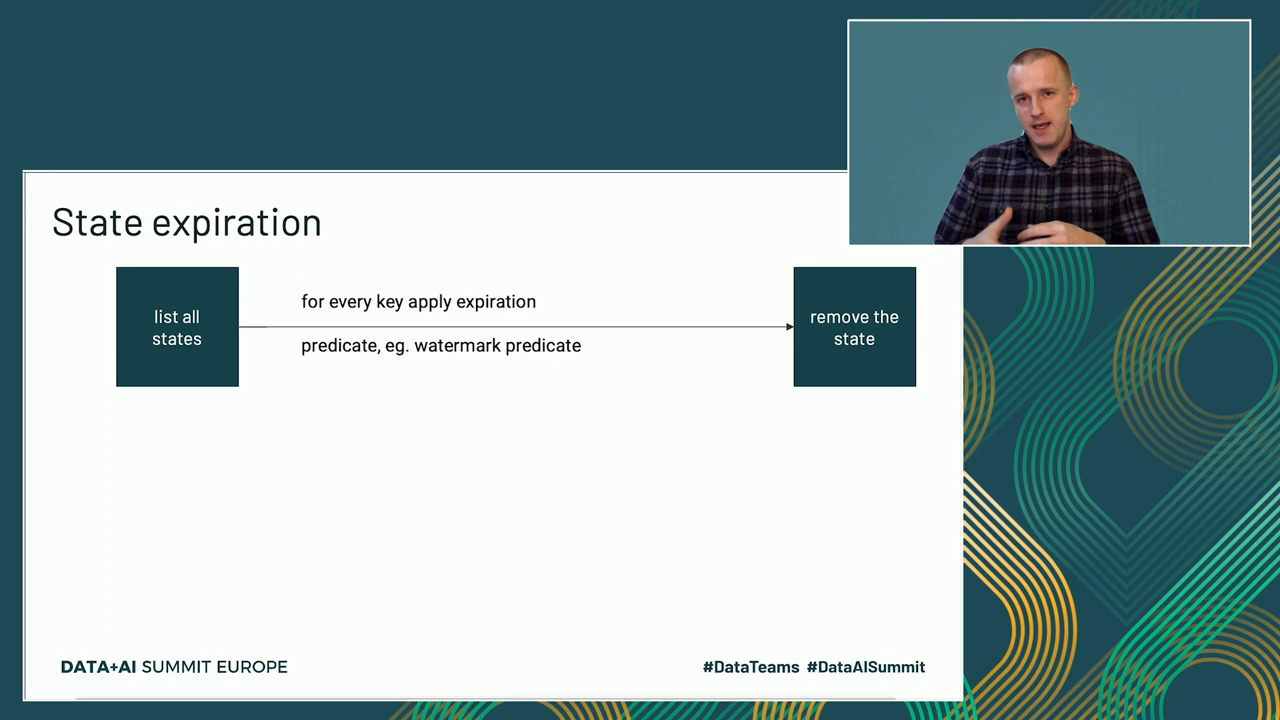 State expiration
list all
states
for every key apply expiration
predicate, eg. watermark predicate
remove the
state
DATA+AI SUMMIT EUROPE
#DataTeams #DataAISummit